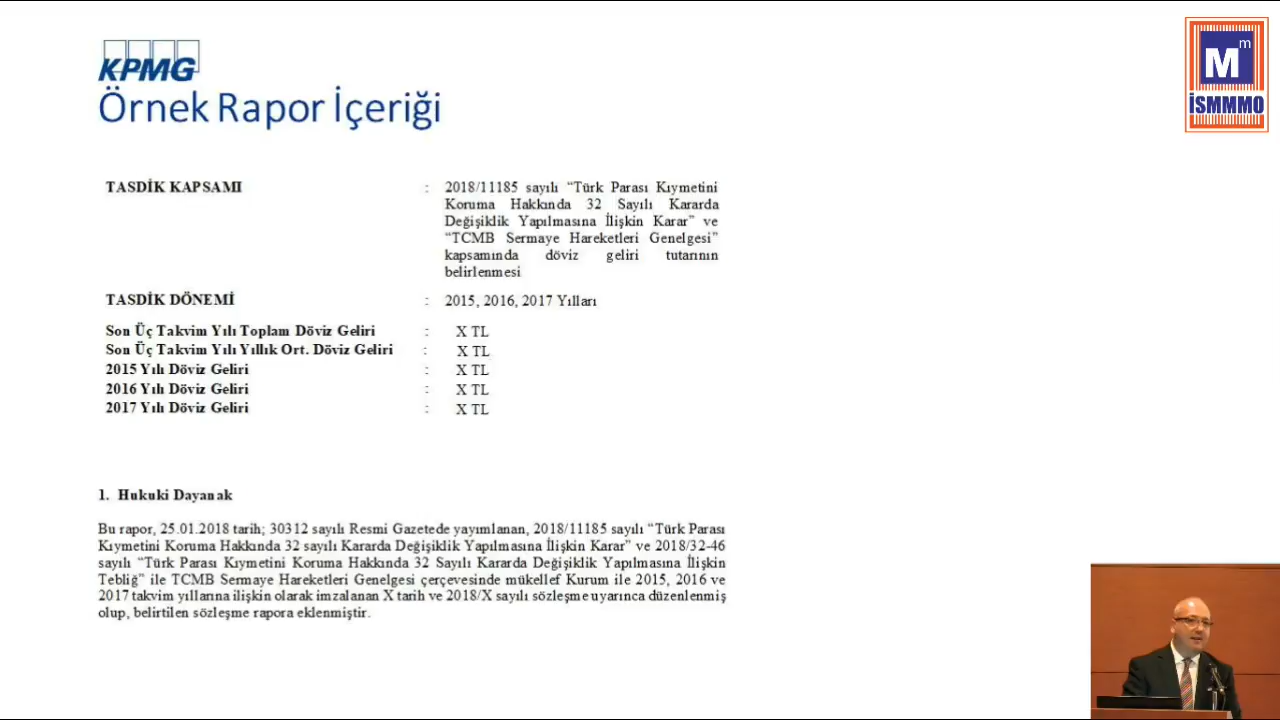 KPMG
Örnek Rapor İçeriği
M m
İSMMMO
TASDİK KAPSAMI : 2018/11185 sayılı “Türk Parası Kıymetini
Koruma Hakkında 32 Sayılı Kararda
Değişiklik Yapılmasına İlişkin Karar” ve
“TCMB Sermaye Hareketleri Genelgesi”
kapsamında döviz geliri tutarının
belirlenmesi
TASDİK DÖNEMİ : 2015, 2016, 2017 Yılları
Son Üç Takvim Yılı Toplam Döviz Geliri : X TL
Son Üç Takvim Yılı Yıllık Ort. Döviz Geliri : X TL
2015 Yılı Döviz Geliri : X TL
2016 Yılı Döviz Geliri : X TL
2017 Yılı Döviz Geliri : X TL
1. Hukuki Dayanak
Bu rapor, 25.01.2018 tarih; 30312 sayılı Resmi Gazetede yayımlanan, 2018/11185 sayılı “Türk Parası
Kıymetini Koruma Hakkında 32 sayılı Kararda Değişiklik Yapılmasına İlişkin Karar” ve 2018/32-46
sayılı “Türk Parası Kıymetini Koruma Hakkında 32 Sayılı Kararda Değişiklik Yapılmasına İlişkin
Tebliğ” ile TCMB Sermaye Hareketleri Genelgesi çerçevesinde mükellef Kurum ile 2015, 2016 ve
2017 takvim yıllarına ilişkin olarak imzalanan X tarih ve 2018/X sayılı sözleşme uyarınca düzenlenmiş
olup, belirtilen sözleşme rapora eklenmiştir.